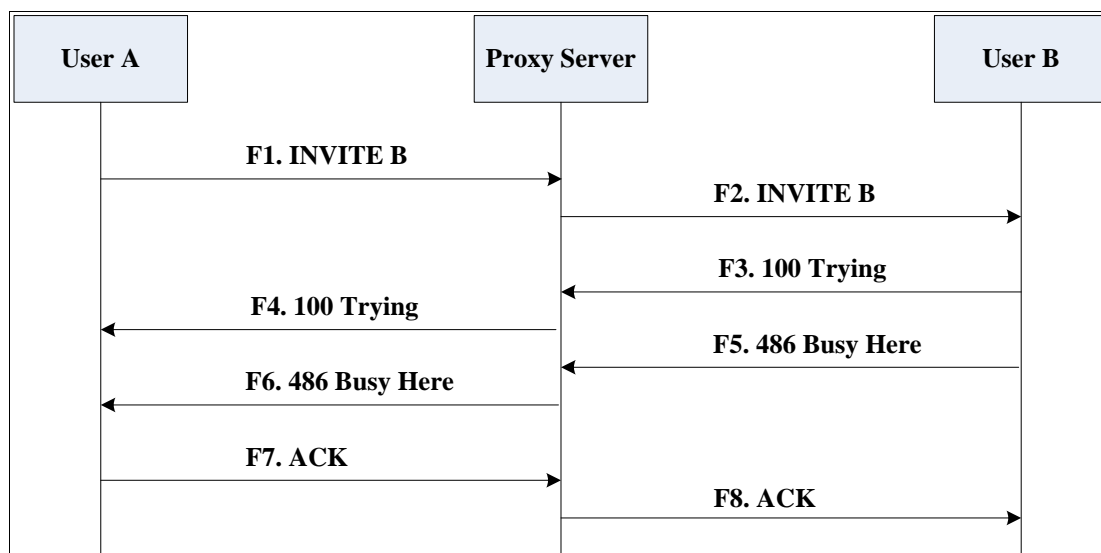 User A
Proxy Server
User B
F1. INVITE B
F2. INVITE B
F3. 100 Trying
F4. 100 Trying
F5. 486 Busy Here
F6. 486 Busy Here
F7. ACK
F8. ACK